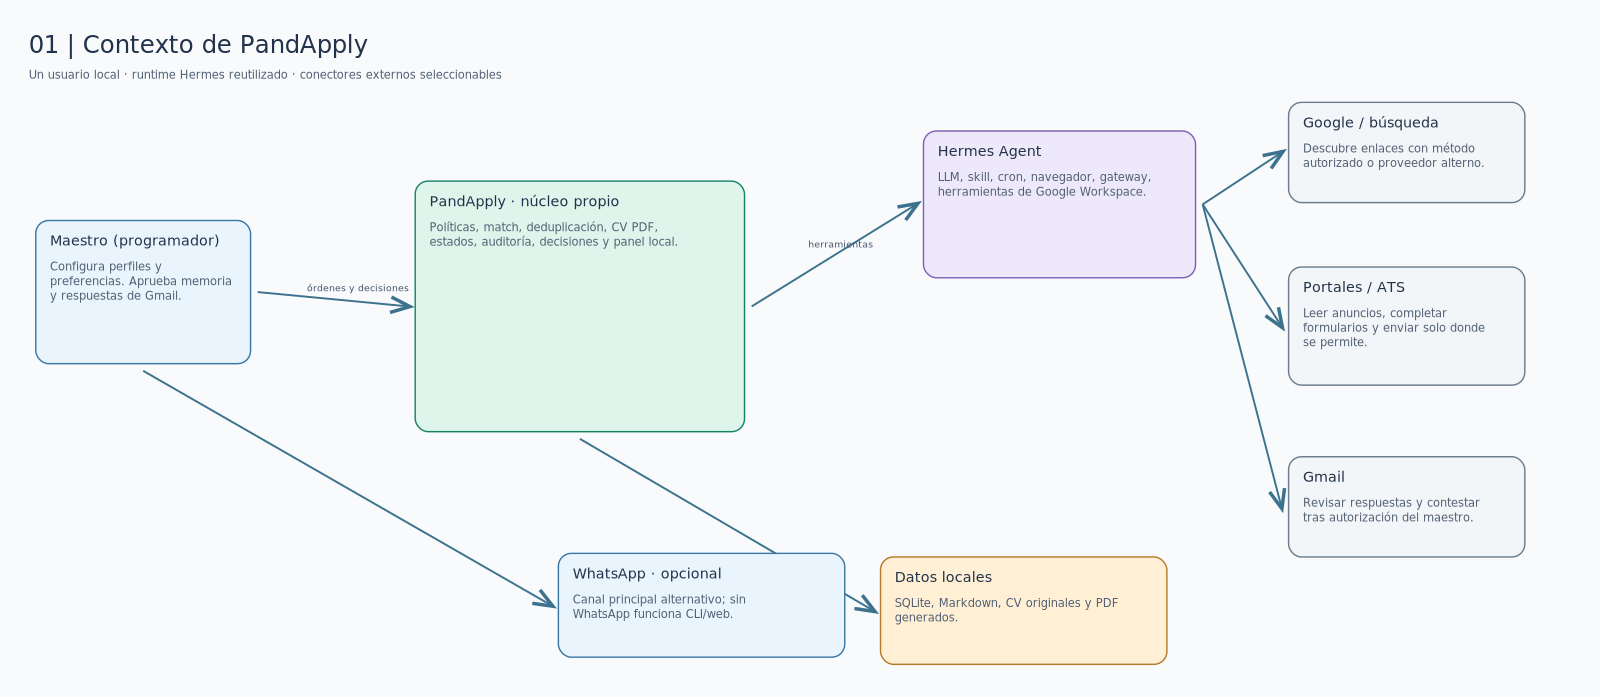 01 | Contexto de PandApply
Un usuario local · runtime Hermes reutilizado · conectores externos seleccionables
Maestro (programador)
Configura perfiles y
preferencias. Aprueba memoria
y respuestas de Gmail.
órdenes y decisiones
PandApply · núcleo propio
Políticas, match, deduplicación, CV PDF,
estados, auditoría, decisiones y panel local.
herramientas
Hermes Agent
LLM, skill, cron, navegador, gateway,
herramientas de Google Workspace.
Google / búsqueda
Descubre enlaces con método
autorizado o proveedor alterno.
Portales / ATS
Leer anuncios, completar
formularios y enviar solo donde
se permite.
Gmail
Revisar respuestas y contestar
tras autorización del maestro.
WhatsApp · opcional
Canal principal alternativo; sin
WhatsApp funciona CLI/web.
Datos locales
SQLite, Markdown, CV originales y PDF
generados.